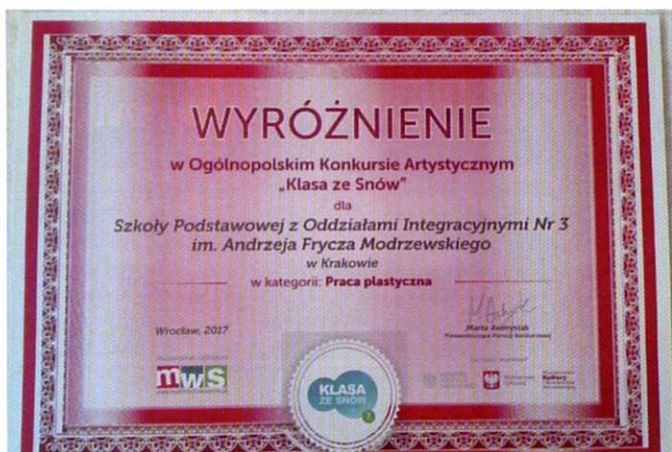 WYRÓŻNIENIE
w Ogólnopolskim Konkursie Artystycznym
„Klasa ze Snów”
dla
Szkoły Podstawowej z Oddziałami Integracyjnymi Nr 3
im. Andrzeja Frycza Modrzewskiego
w Krakowie
w kategorii: Praca plastyczna
Wrocław, 2017
Marta
mws
KLASA
ZE SNÓW